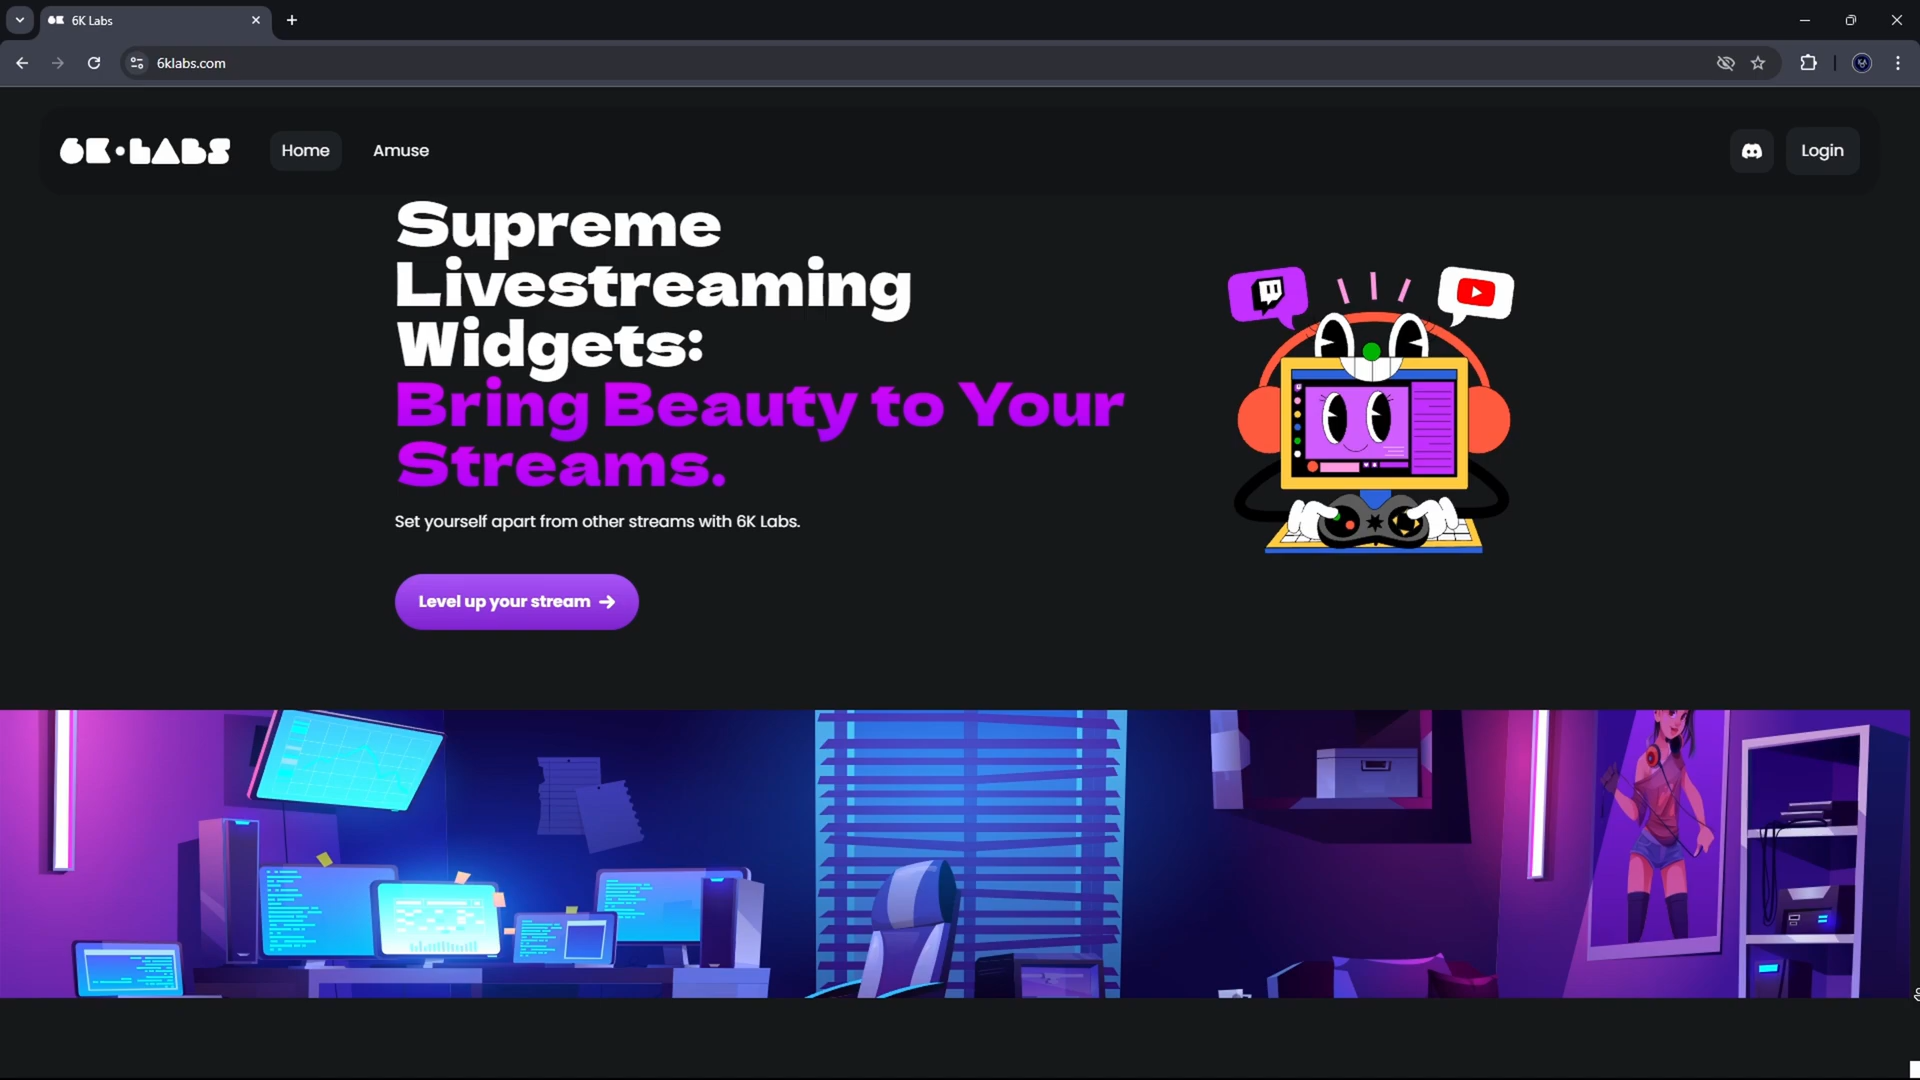 6K Labs
6klabs.com
6K•LABS
Home
Amuse
Login
Supreme
Livestreaming
Widgets:
Bring Beauty to Your
Streams.
Set yourself apart from other streams with 6K Labs.
Level up your stream →